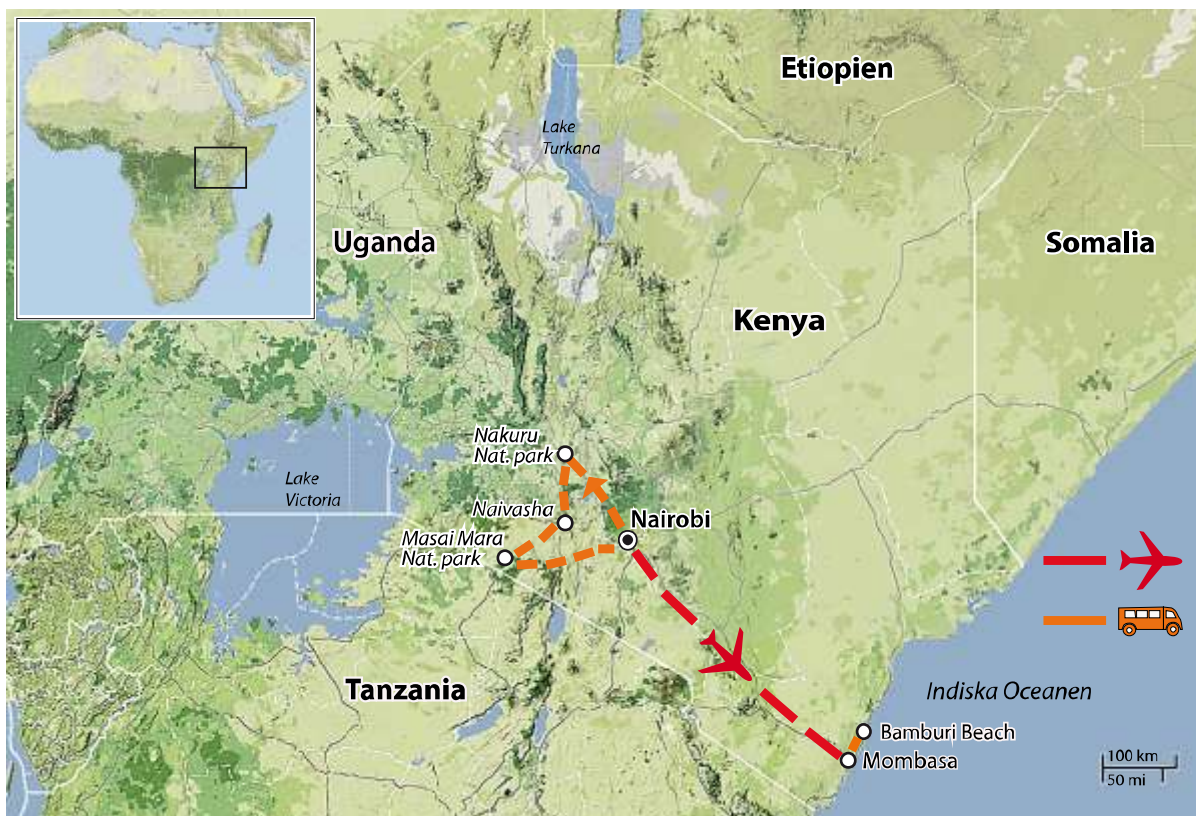 Etiopien
Lake
Turkana
Uganda
Somalia
Kenya
Nakuru
Nat. park
Lake
Victoria
Naivasha
Nairobi
Masai Mara
Nat. park
Tanzania
Indiska Oceanen
Bamburi Beach
Mombasa
100 km
50 mi